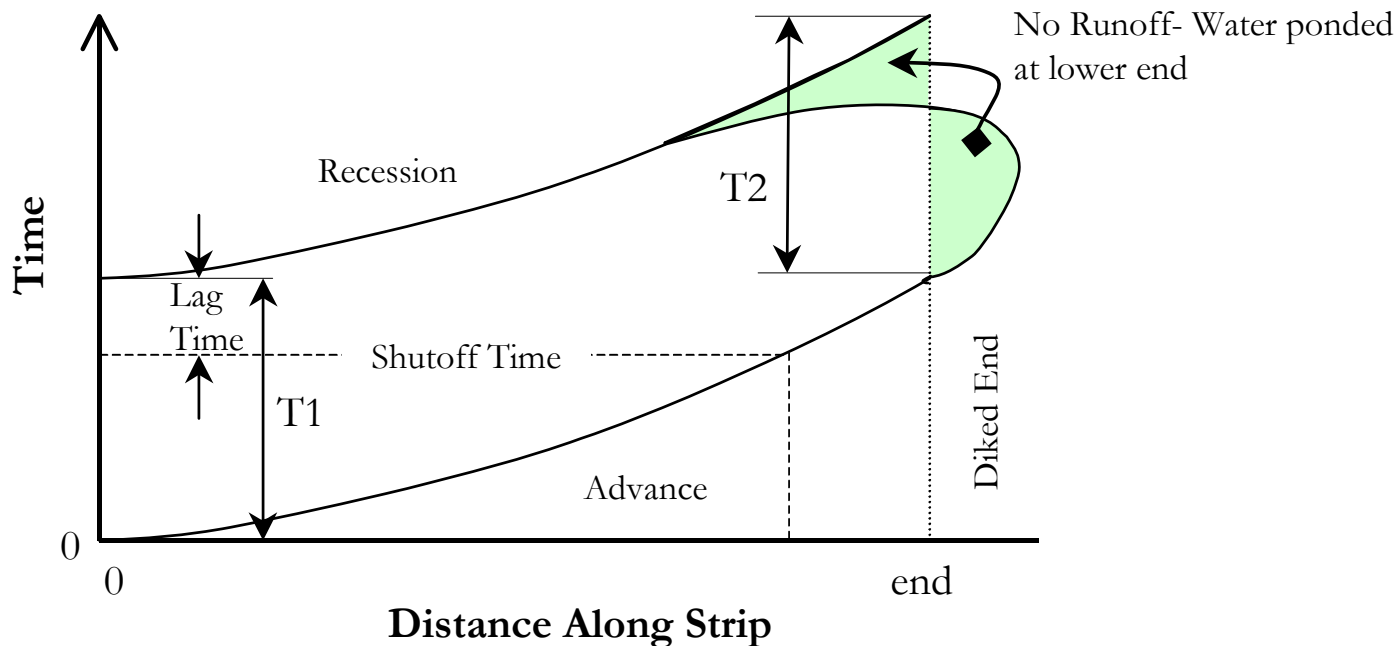 No Runoff- Water ponded
at lower end
T2
Recession
Time
Lag
Time
Shutoff Time
T1
Diked End
Advance
0
0
end
Distance Along Strip